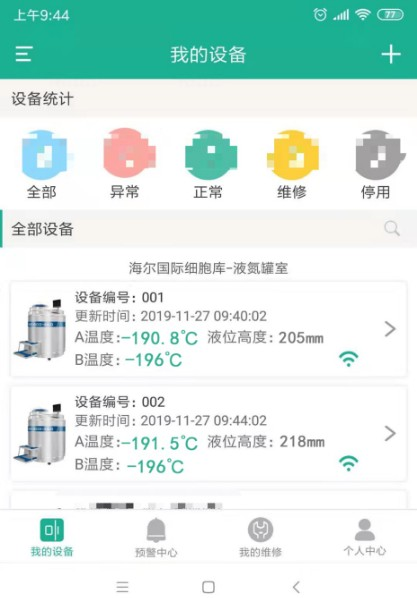 上午9:44
77
我的设备
设备统计
全部 异常 正常 维修 停用
全部设备
海尔国际细胞库-液氮罐室
设备编号: 001
更新时间: 2019-11-27 09:40:02
A温度:-190.8℃ 液位高度: 205mm
B温度: -196℃
设备编号: 002
更新时间: 2019-11-27 09:44:02
A温度:-191.5℃ 液位高度: 218mm
B温度: -196℃
我的设备 预警中心 我的维修 个人中心